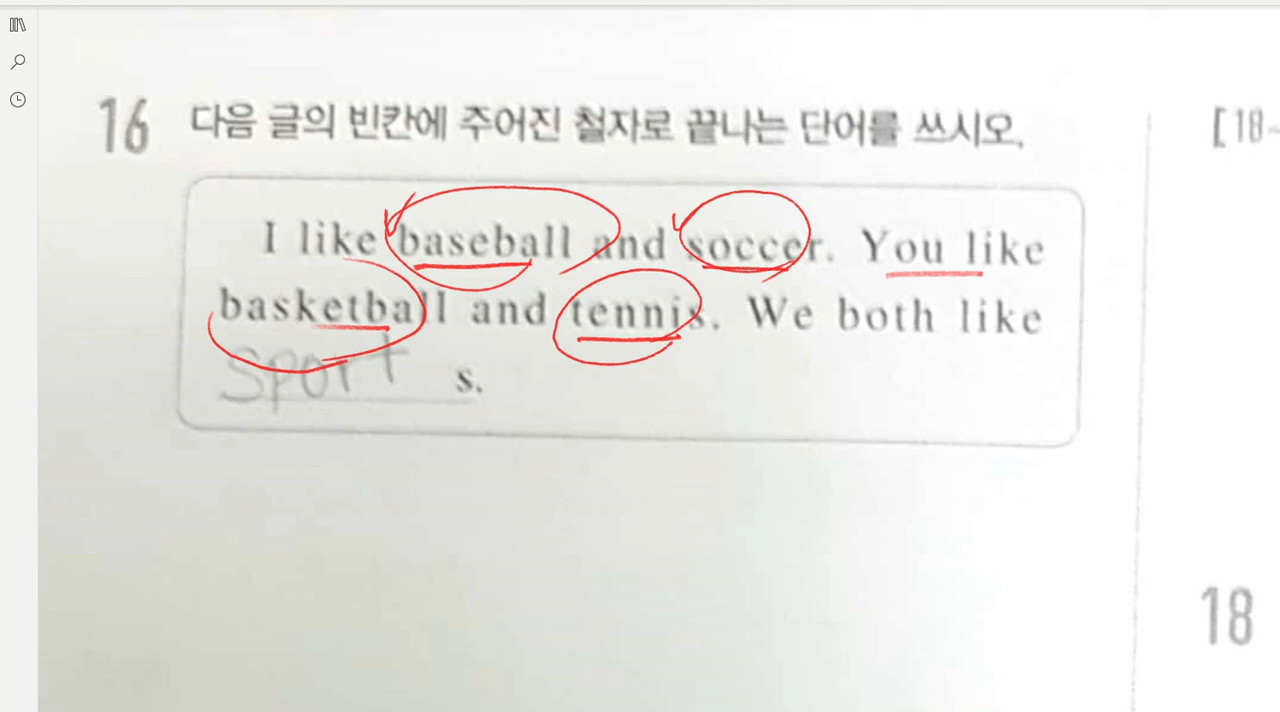 16 다음 글의 빈칸에 주어진 철자로 끝나는 단어를 쓰시오.
[18~
I like baseball and soccer. You like
basketball and tennis. We both like
sport s.
18